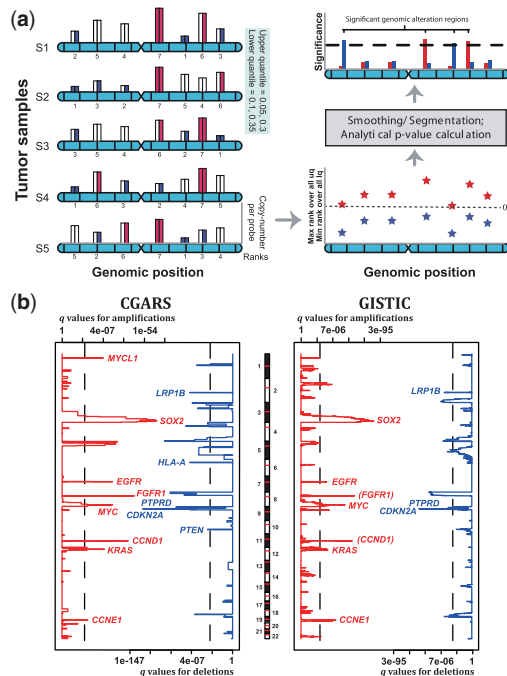 (a)
Tumor samples
S1
2 5 4 7 1 6 3
S2
3 1 2 7 5 4 6
S3
3 5 4 6 2 7 1
S4
1 6 3 2 4 7 5
S5
5 2 6 7 1 4 3
Genomic position
Upper quantile = 0.05, 0.3
Lower quantile = 0.1, 0.35
Copy-number
per probe
Ranks
Significant genomic alteration regions
Significance
Smoothing/ Segmentation;
Analytical p-value calculation
Max rank over all uq
Min rank over all lq
0
Genomic position
(b)
CGARS
q values for amplifications
1 4e-07 1e-54
MYCL1
LRP1B
SOX2
HLA-A
EGFR
FGFR1
PTPRD
MYC
CDKN2A
PTEN
CCND1
KRAS
CCNE1
1e-147 4e-07 1
q values for deletions
1
2
3
4
5
6
7
8
9
10
11
12
13
14
15
16
17
18
19
20
21
22
GISTIC
q values for amplifications
1 7e-06 3e-95
LRP1B
SOX2
EGFR
(FGFR1)
PTPRD
MYC
CDKN2A
(CCND1)
KRAS
CCNE1
3e-95 7e-06 1
q values for deletions